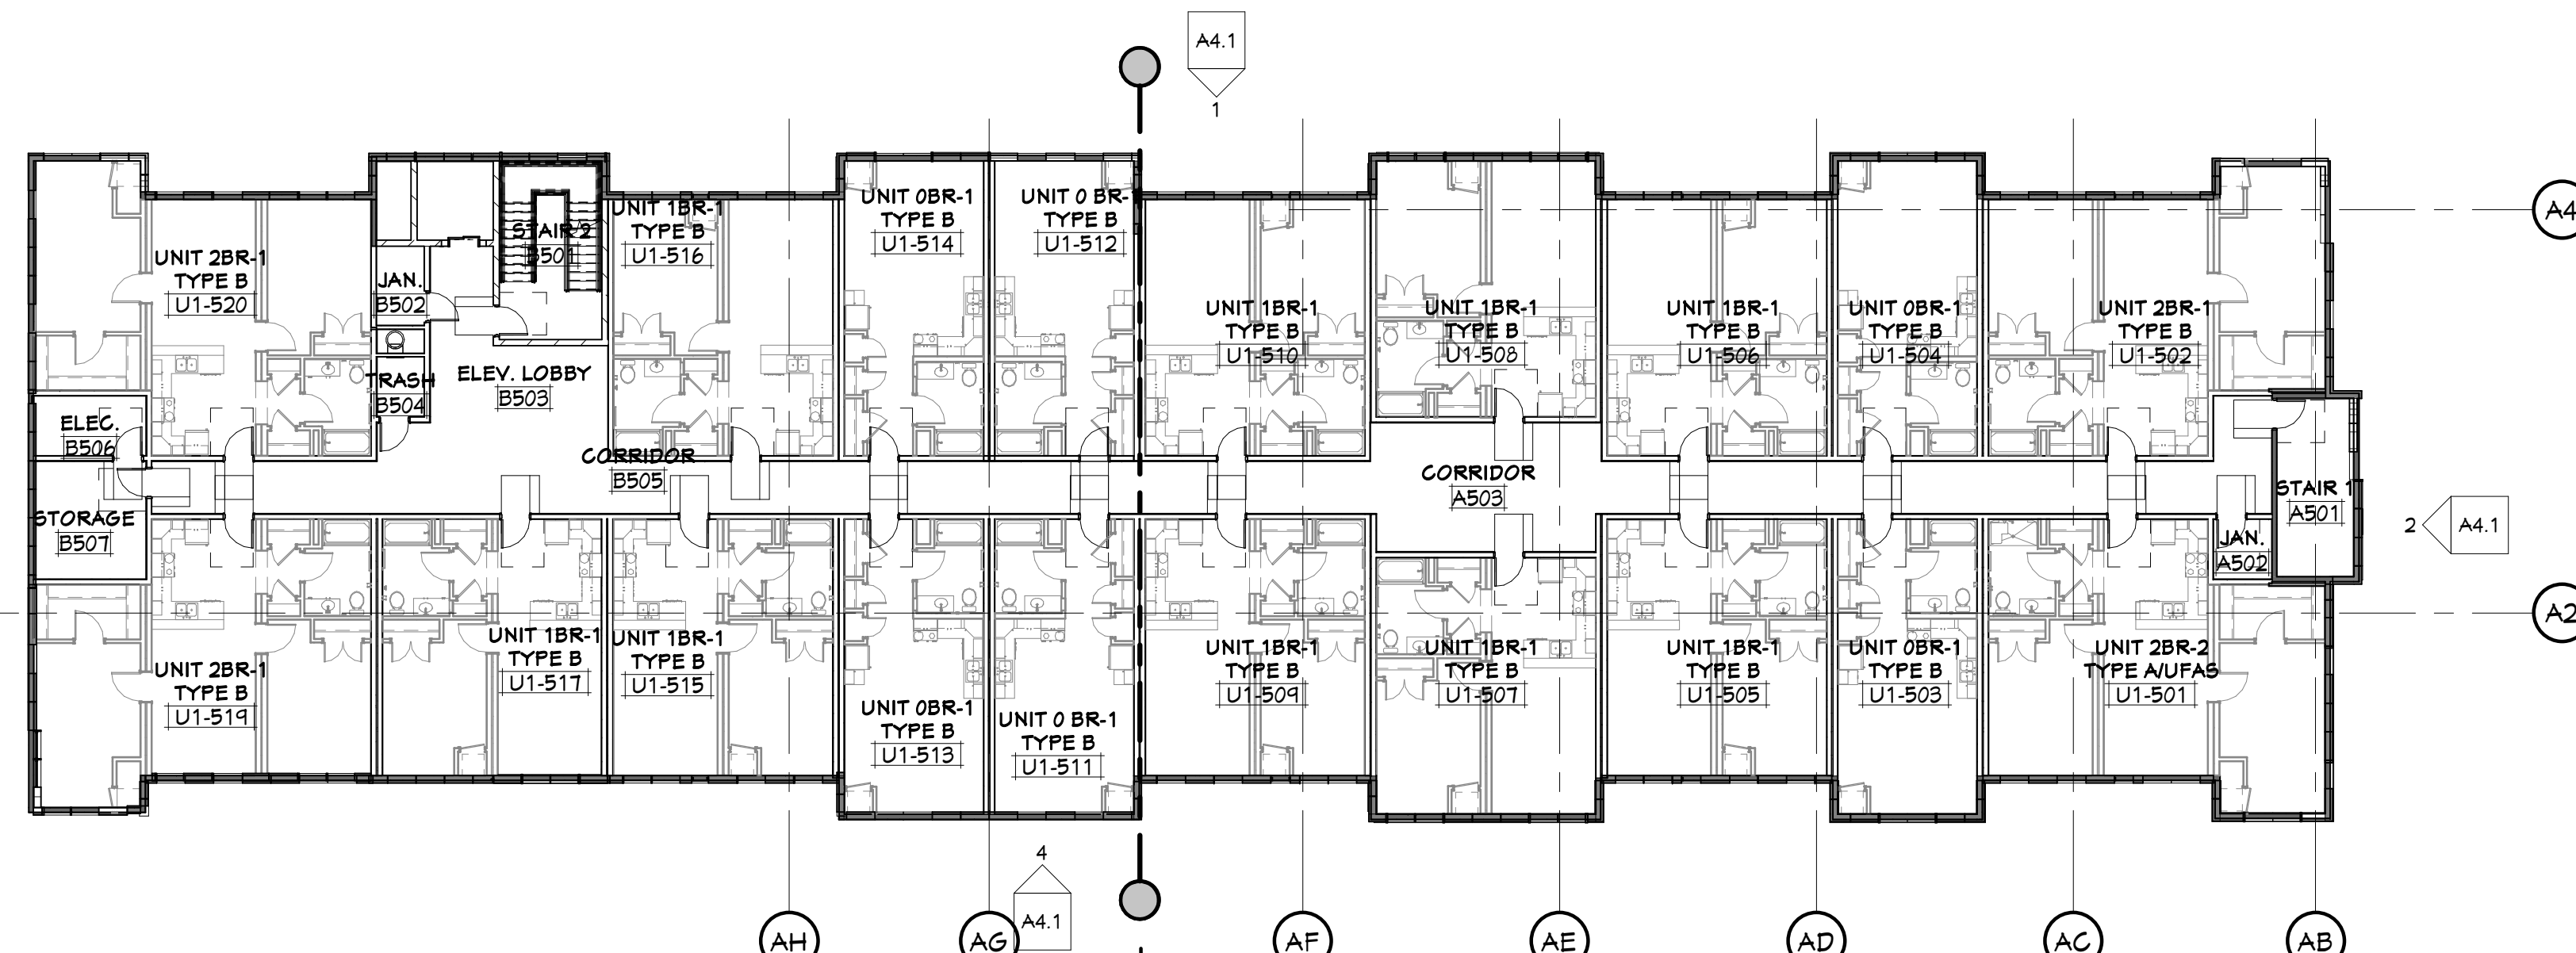 A4.1
1
UNIT 2BR-1
TYPE B
U1-520
JAN.
B502
STAIR 2
B501
UNIT 1BR-1
TYPE B
U1-516
UNIT 0BR-1
TYPE B
U1-514
UNIT 0 BR-
TYPE B
U1-512
UNIT 1BR-1
TYPE B
U1-510
UNIT 1BR-1
TYPE B
U1-508
UNIT 1BR-1
TYPE B
U1-506
UNIT 0BR-1
TYPE B
U1-504
UNIT 2BR-1
TYPE B
U1-502
A4
TRASH
B504
ELEV. LOBBY
B503
ELEC.
B506
CORRIDOR
B505
CORRIDOR
A503
STORAGE
B507
STAIR 1
A501
JAN.
A502
2
A4.1
A2
UNIT 2BR-1
TYPE B
U1-519
UNIT 1BR-1
TYPE B
U1-517
UNIT 1BR-1
TYPE B
U1-515
UNIT 0BR-1
TYPE B
U1-513
UNIT 0 BR-1
TYPE B
U1-511
UNIT 1BR-1
TYPE B
U1-509
UNIT 1BR-1
TYPE B
U1-507
UNIT 1BR-1
TYPE B
U1-505
UNIT 0BR-1
TYPE B
U1-503
UNIT 2BR-2
TYPE A/UFAS
U1-501
4
A4.1
AH
AG
AF
AE
AD
AC
AB